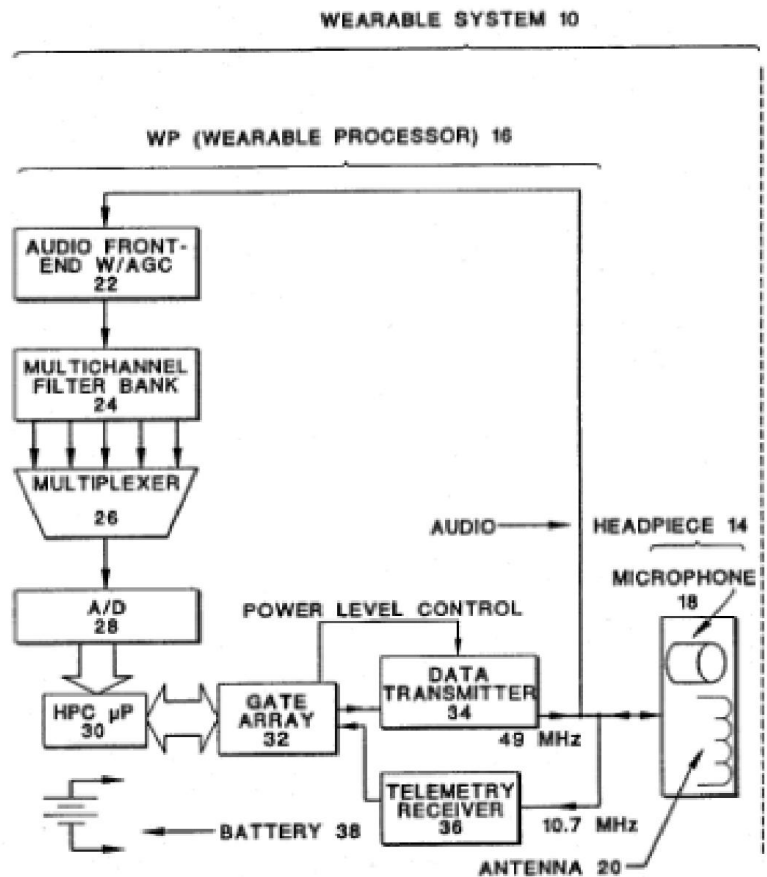 WEARABLE SYSTEM 10
WP (WEARABLE PROCESSOR) 16
AUDIO FRONT-
END W/AGC
22
MULTICHANNEL
FILTER BANK
24
MULTIPLEXER
26
AUDIO
HEADPIECE 14
MICROPHONE
18
A/D
28
POWER LEVEL CONTROL
HPC µP
30
GATE
ARRAY
32
DATA
TRANSMITTER
34
49 MHz
TELEMETRY
RECEIVER
36
10.7 MHz
BATTERY 38
ANTENNA 20